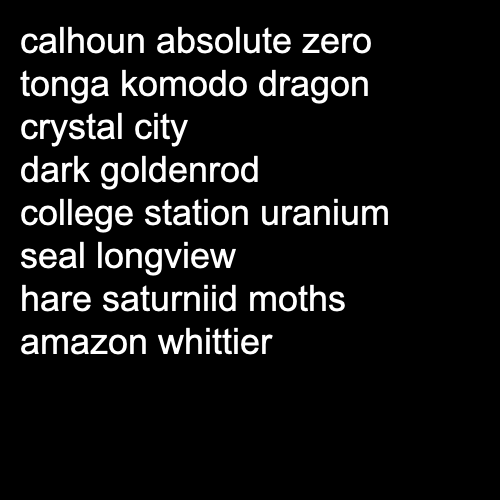 calhoun absolute zero
tonga komodo dragon
crystal city
dark goldenrod
college station uranium
seal longview
hare saturniid moths
amazon whittier